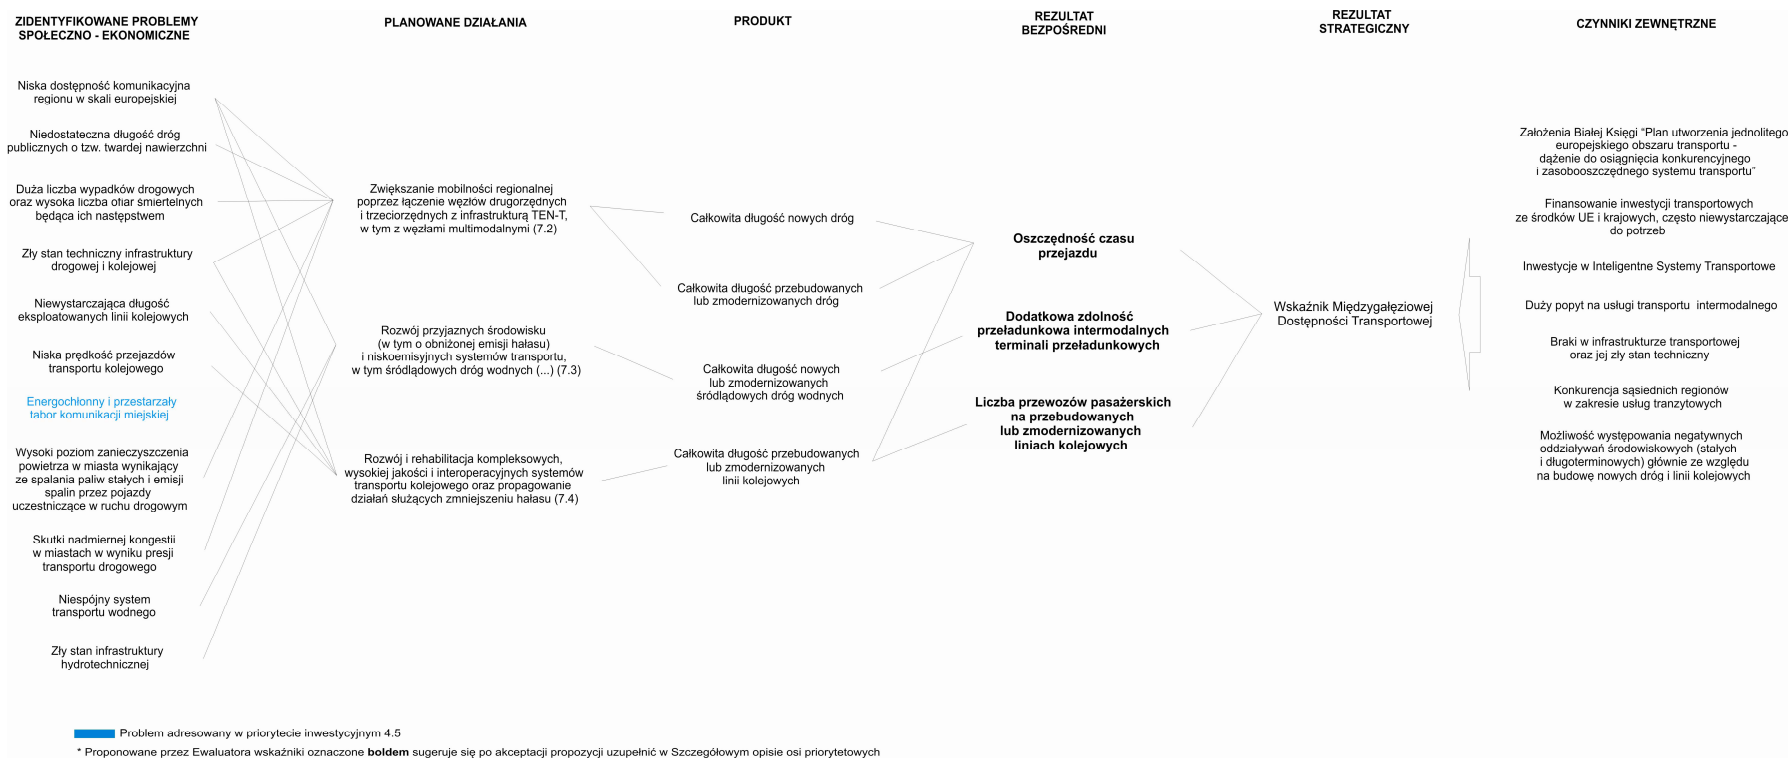 ZIDENTYFIKOWANE PROBLEMY
SPOŁECZNO - EKONOMICZNE
PLANOWANE DZIAŁANIA
PRODUKT
REZULTAT
BEZPOŚREDNI
REZULTAT
STRATEGICZNY
CZYNNIKI ZEWNĘTRZNE
Niska dostępność komunikacyjna
regionu w skali europejskiej
Niedostateczna długość dróg
publicznych o tzw. twardej nawierzchni
Duża liczba wypadków drogowych
oraz wysoka liczba ofiar śmiertelnych
będąca ich następstwem
Zły stan techniczny infrastruktury
drogowej i kolejowej
Niewystarczająca długość
eksploatowanych linii kolejowych
Niska prędkość przejazdów
transportu kolejowego
Energochłonny i przestarzały
tabor komunikacji miejskiej
Wysoki poziom zanieczyszczenia
powietrza w miasta wynikający
ze spalania paliw stałych i emisji
spalin przez pojazdy
uczestniczące w ruchu drogowym
Skutki nadmiernej kongestii
w miastach w wyniku presji
transportu drogowego
Niespójny system
transportu wodnego
Zły stan infrastruktury
hydrotechnicznej
Zwiększanie mobilności regionalnej
poprzez łączenie węzłów drugorzędnych
i trzeciorzędnych z infrastrukturą TEN-T,
w tym z węzłami multimodalnymi (7.2)
Rozwój przyjaznych środowisku
(w tym o obniżonej emisji hałasu)
i niskoemisyjnych systemów transportu,
w tym śródlądowych dróg wodnych (...) (7.3)
Rozwój i rehabilitacja kompleksowych,
wysokiej jakości i interoperacyjnych systemów
transportu kolejowego oraz propagowanie
działań służących zmniejszeniu hałasu (7.4)
Całkowita długość nowych dróg
Całkowita długość przebudowanych
lub zmodernizowanych dróg
Całkowita długość nowych
lub zmodernizowanych
śródlądowych dróg wodnych
Całkowita długość przebudowanych
lub zmodernizowanych
linii kolejowych
Oszczędność czasu
przejazdu
Dodatkowa zdolność
przeładunkowa intermodalnych
terminali przeładunkowych
Liczba przewozów pasażerskich
na przebudowanych
lub zmodernizowanych
liniach kolejowych
Wskaźnik Międzygałęziowej
Dostępności Transportowej
Założenia Białej Księgi "Plan utworzenia jednolitego
europejskiego obszaru transportu -
dążenie do osiągnięcia konkurencyjnego
i zasobooszczędnego systemu transportu"
Finansowanie inwestycji transportowych
ze środków UE i krajowych, często niewystarczające
do potrzeb
Inwestycje w Inteligentne Systemy Transportowe
Duży popyt na usługi transportu intermodalnego
Braki w infrastrukturze transportowej
oraz jej zły stan techniczny
Konkurencja sąsiednich regionów
w zakresie usług tranzytowych
Możliwość występowania negatywnych
oddziaływań środowiskowych (stałych
i długoterminowych) głównie ze względu
na budowę nowych dróg i linii kolejowych
Problem adresowany w priorytecie inwestycyjnym 4.5
* Proponowane przez Ewaluatora wskaźniki oznaczone boldem sugeruje się po akceptacji propozycji uzupełnić w Szczegółowym opisie osi priorytetowych